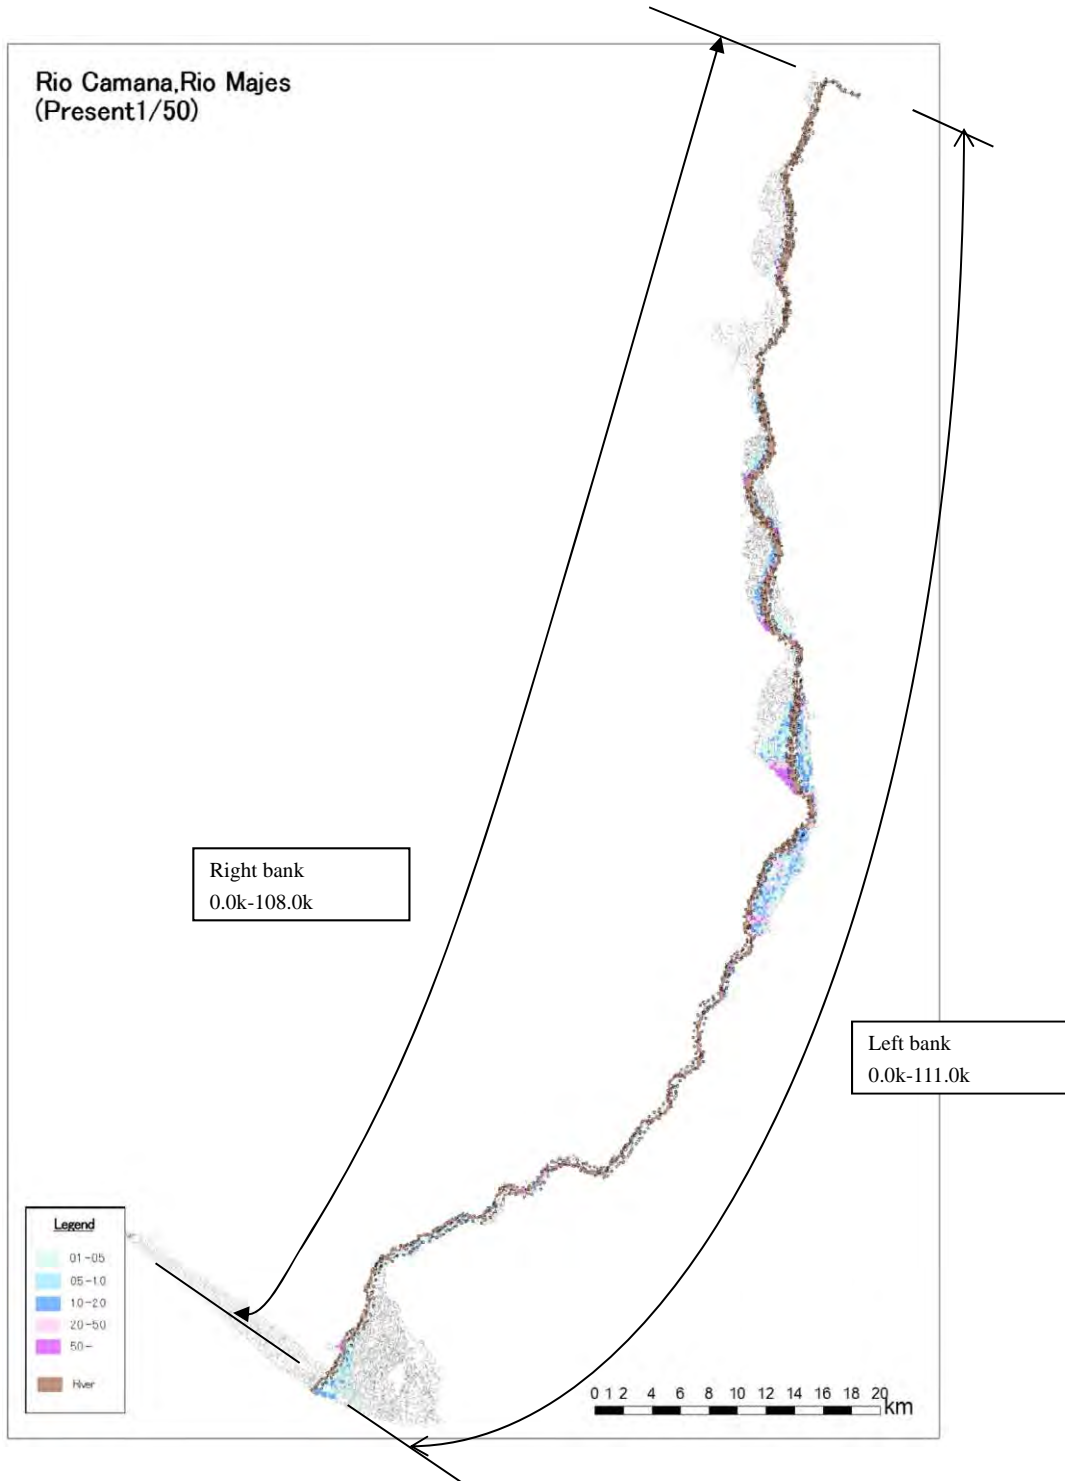 Rio Camana,Rio Majes
(Present1/50)
Right bank
0.0k-108.0k
Left bank
0.0k-111.0k
Legend
01-05
05-10
10-20
20-50
50-
River
0 1 2 4 6 8 10 12 14 16 18 20
km